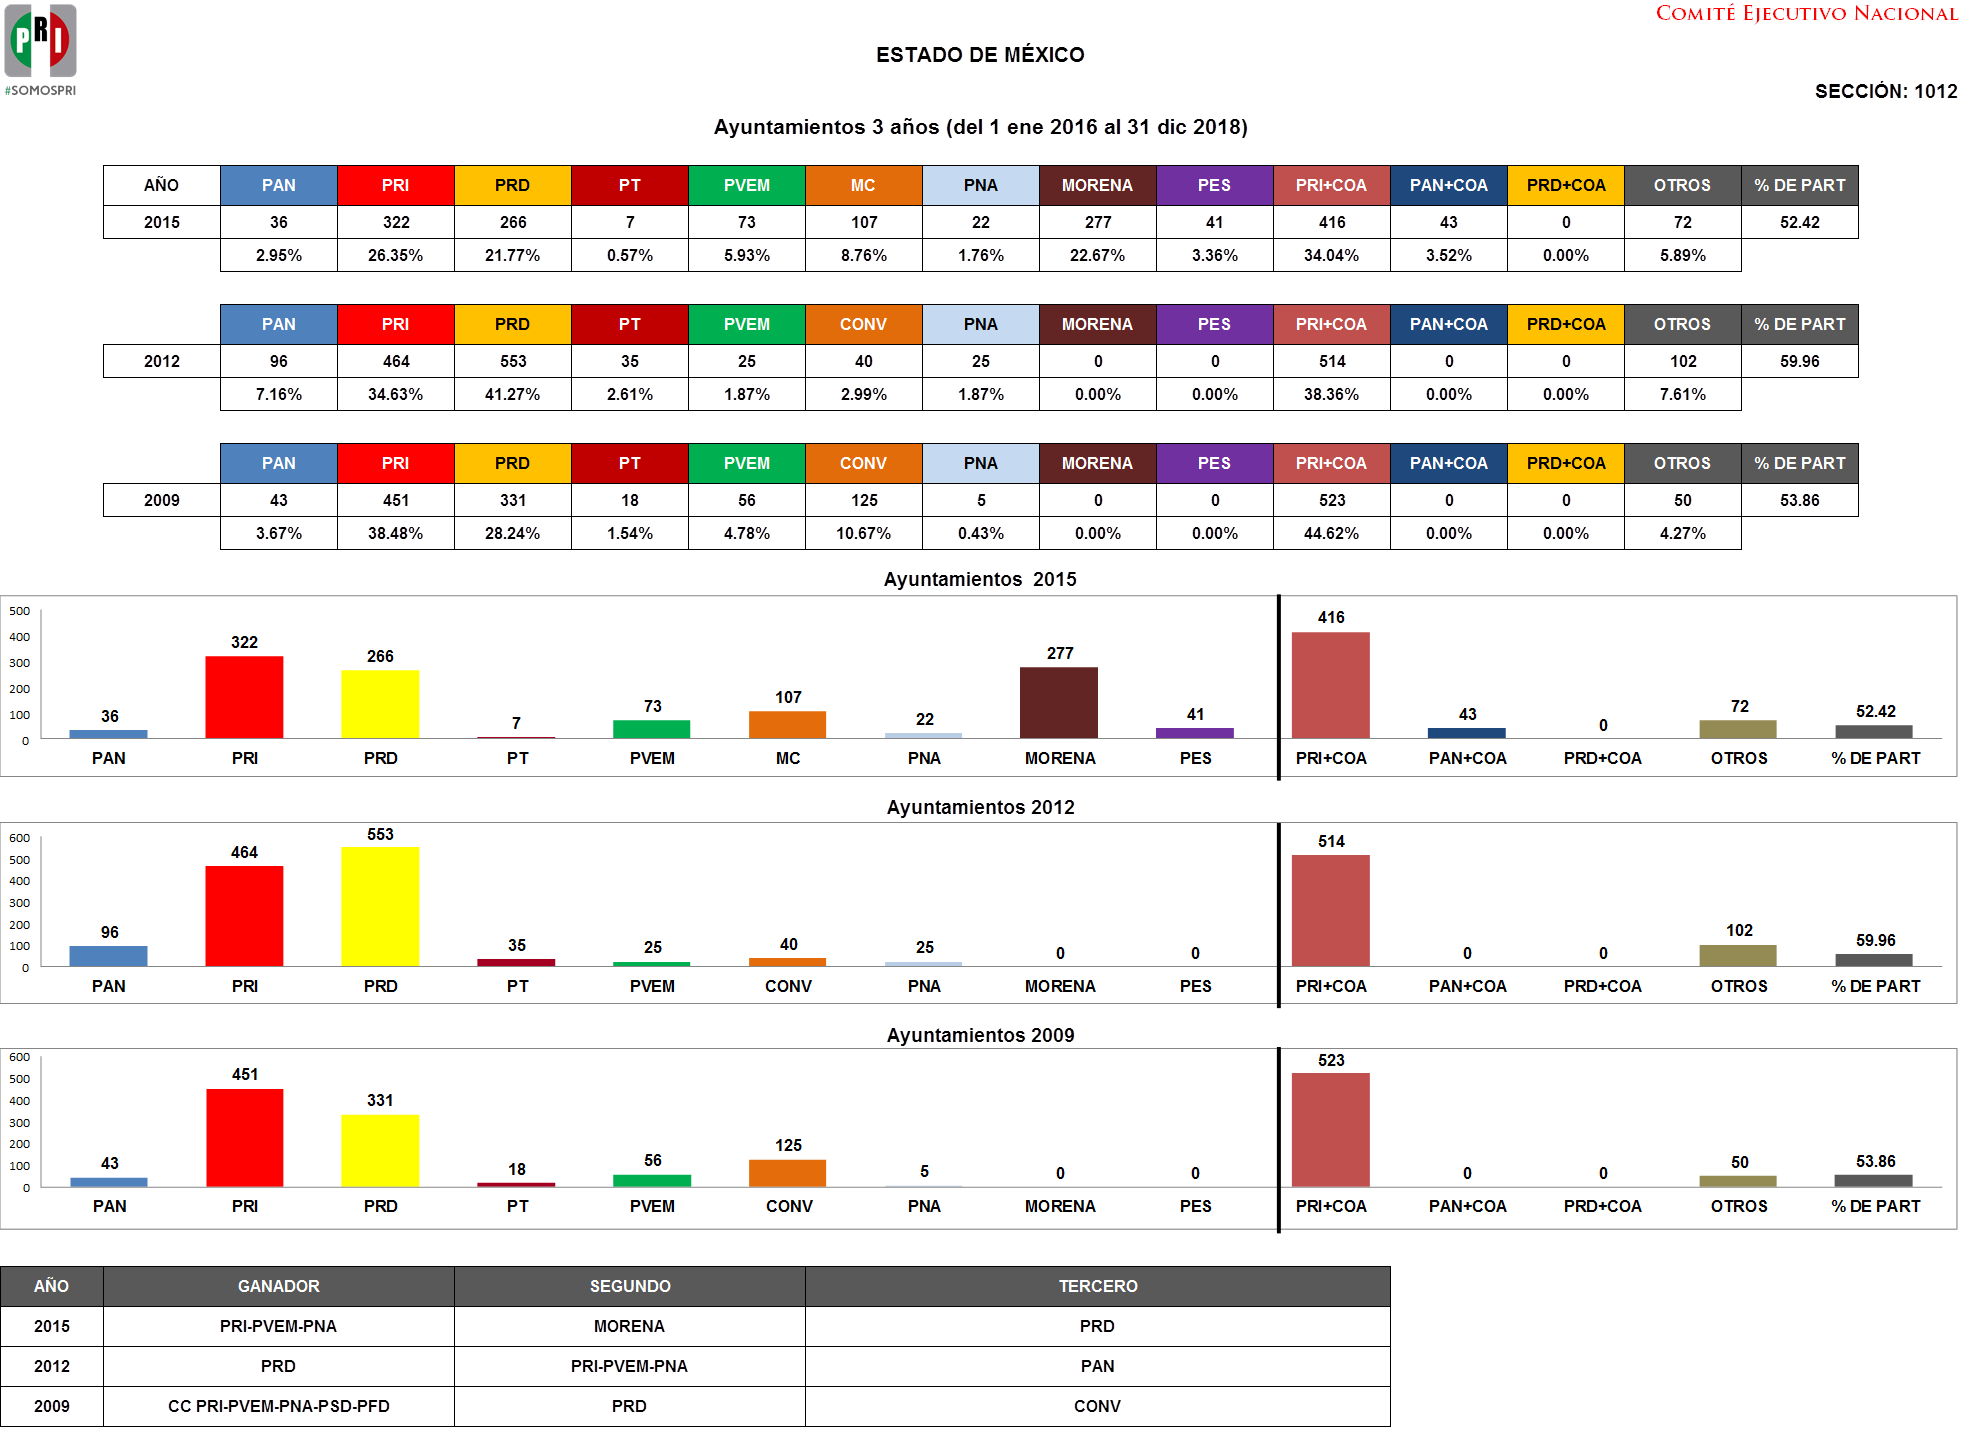 PRI
#SOMOSPRI
COMITÉ EJECUTIVO NACIONAL
ESTADO DE MÉXICO
SECCIÓN: 1012
Ayuntamientos 3 años (del 1 ene 2016 al 31 dic 2018)
AÑO PAN PRI PRD PT PVEM MC PNA MORENA PES PRI+COA PAN+COA PRD+COA OTROS % DE PART
2015 36 322 266 7 73 107 22 277 41 416 43 0 72 52.42
2.95% 26.35% 21.77% 0.57% 5.93% 8.76% 1.76% 22.67% 3.36% 34.04% 3.52% 0.00% 5.89%
PAN PRI PRD PT PVEM CONV PNA MORENA PES PRI+COA PAN+COA PRD+COA OTROS % DE PART
2012 96 464 553 35 25 40 25 0 0 514 0 0 102 59.96
7.16% 34.63% 41.27% 2.61% 1.87% 2.99% 1.87% 0.00% 0.00% 38.36% 0.00% 0.00% 7.61%
PAN PRI PRD PT PVEM CONV PNA MORENA PES PRI+COA PAN+COA PRD+COA OTROS % DE PART
2009 43 451 331 18 56 125 5 0 0 523 0 0 50 53.86
3.67% 38.48% 28.24% 1.54% 4.78% 10.67% 0.43% 0.00% 0.00% 44.62% 0.00% 0.00% 4.27%
Ayuntamientos 2015
500
400
300
200
100
0
36 322 266 7 73 107 22 277 41 416 43 0 72 52.42
PAN PRI PRD PT PVEM MC PNA MORENA PES PRI+COA PAN+COA PRD+COA OTROS % DE PART
Ayuntamientos 2012
600
500
400
300
200
100
0
96 464 553 35 25 40 25 0 0 514 0 0 102 59.96
PAN PRI PRD PT PVEM CONV PNA MORENA PES PRI+COA PAN+COA PRD+COA OTROS % DE PART
Ayuntamientos 2009
600
500
400
300
200
100
0
43 451 331 18 56 125 5 0 0 523 0 0 50 53.86
PAN PRI PRD PT PVEM CONV PNA MORENA PES PRI+COA PAN+COA PRD+COA OTROS % DE PART
AÑO GANADOR SEGUNDO TERCERO
2015 PRI-PVEM-PNA MORENA PRD
2012 PRD PRI-PVEM-PNA PAN
2009 CC PRI-PVEM-PNA-PSD-PFD PRD CONV